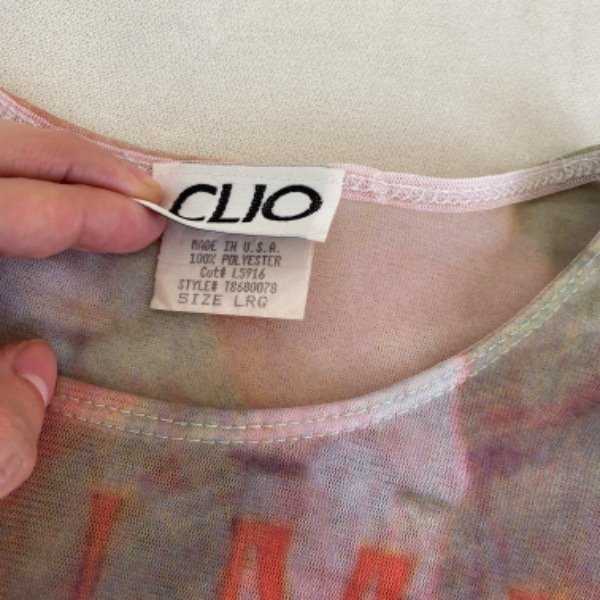 CLIO
MADE IN U.S.A.
100% POLYESTER
Cut# L5916
STYLE# T8680078
SIZE LRG